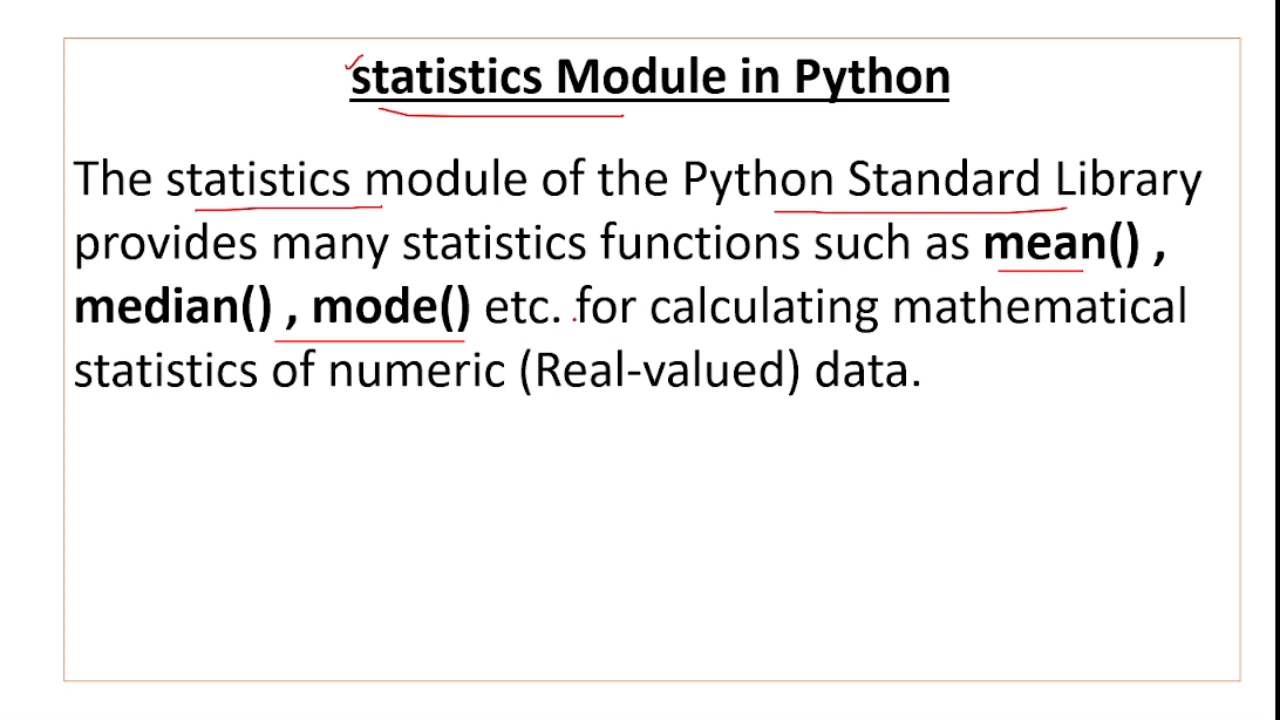 statistics Module in Python
The statistics module of the Python Standard Library
provides many statistics functions such as mean() ,
median() , mode() etc. for calculating mathematical
statistics of numeric (Real-valued) data.